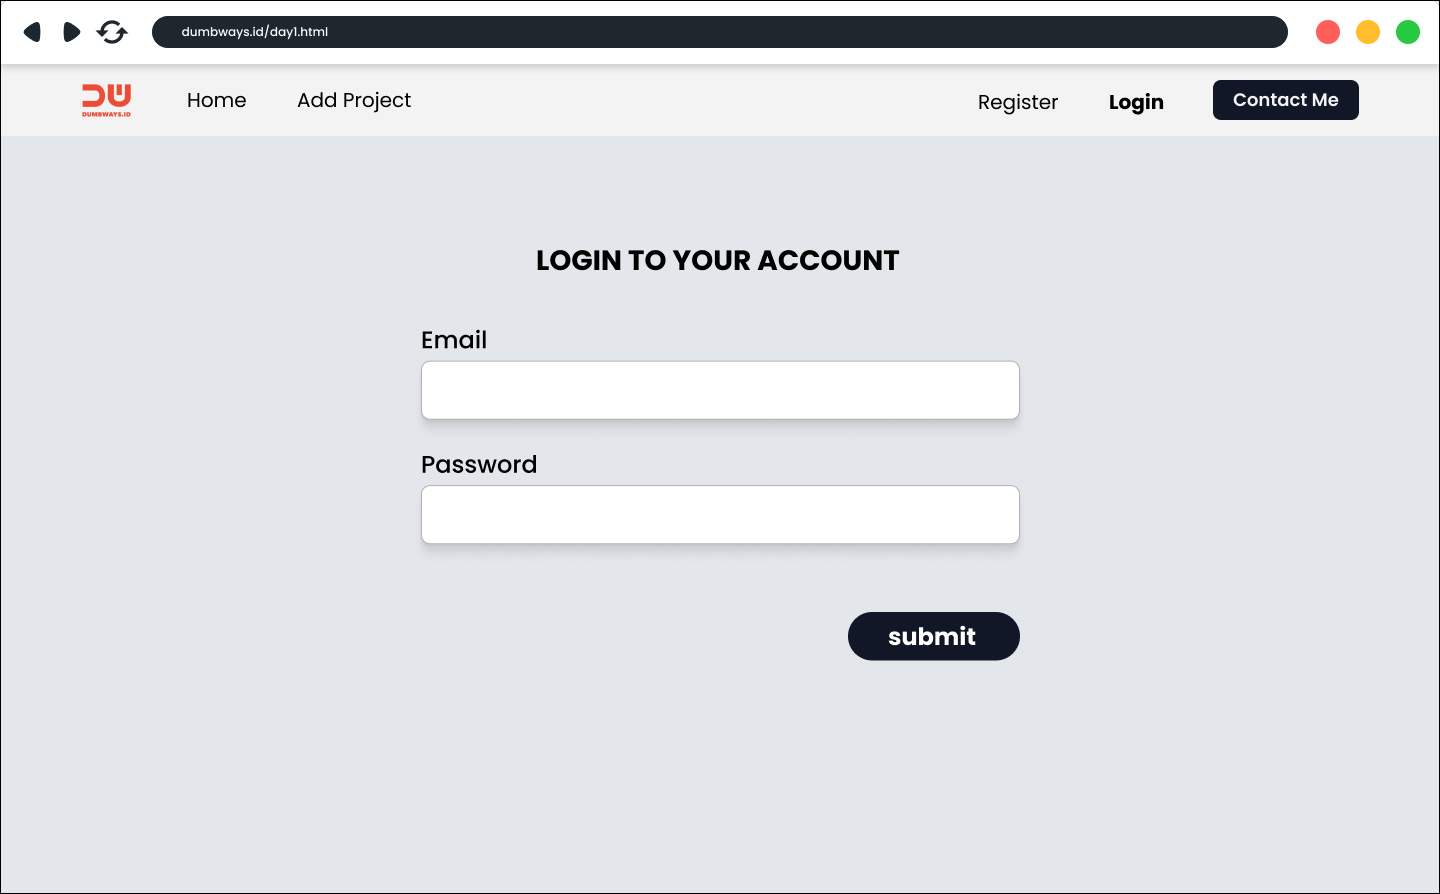 dumbways.id/day1.html
DW
DUMBWAYS.ID
Home
Add Project
Register
Login
Contact Me
LOGIN TO YOUR ACCOUNT
Email
Password
submit